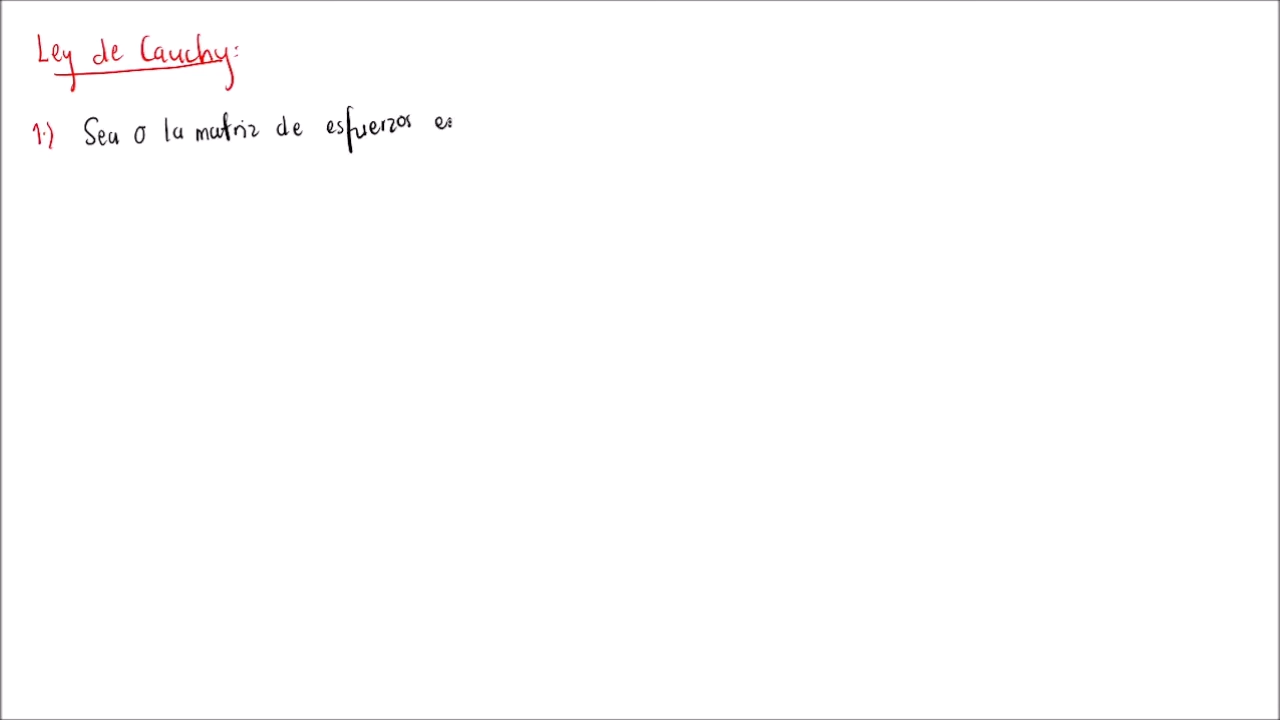 Ley de Cauchy:
1.) Sea σ la matriz de esfuerzos